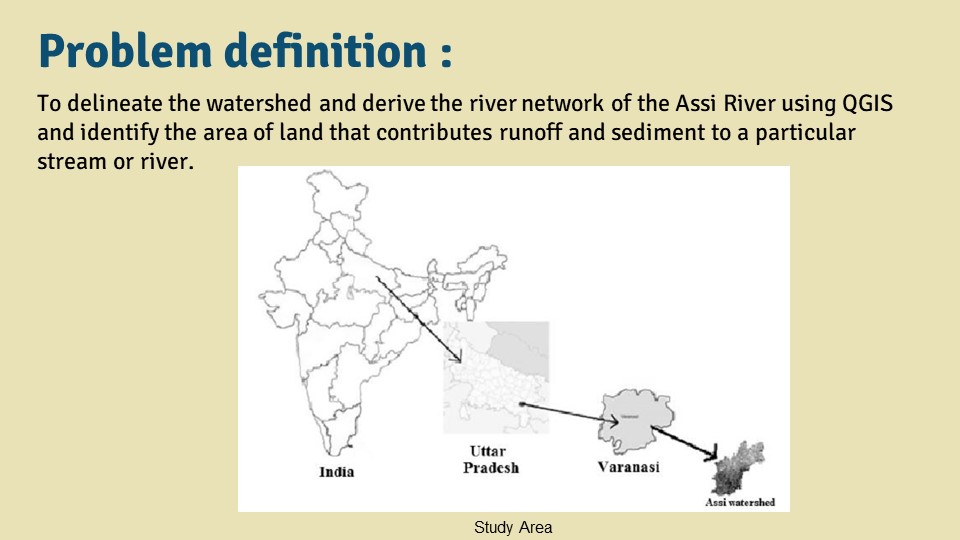 Problem definition :
To delineate the watershed and derive the river network of the Assi River using QGIS
and identify the area of land that contributes runoff and sediment to a particular
stream or river.
India
Uttar
Pradesh
Varanasi
Assi watershed
Study Area